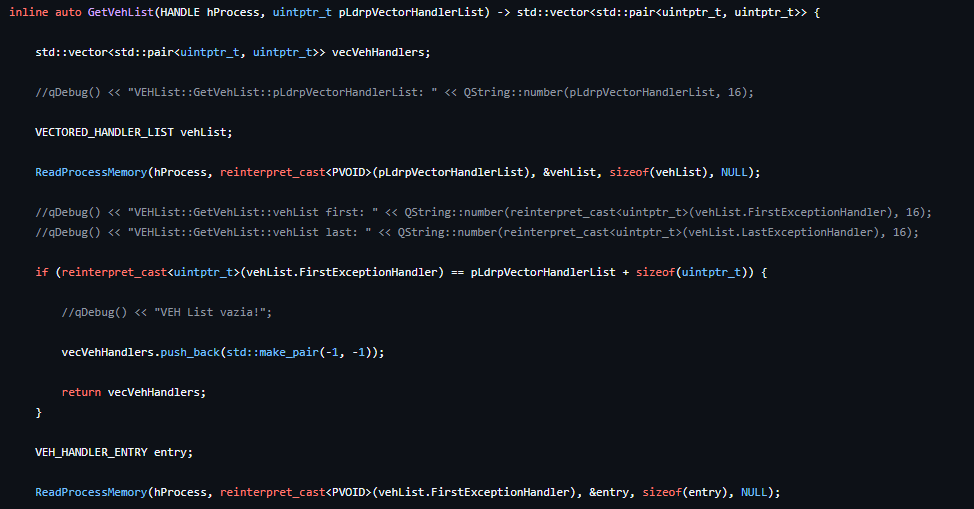 inline auto GetVehList(HANDLE hProcess, uintptr_t pLdrpVectorHandlerList) -> std::vector<std::pair<uintptr_t, uintptr_t>> {
std::vector<std::pair<uintptr_t, uintptr_t>> vecVehHandlers;
//qDebug() << "VEHList::GetVehList::pLdrpVectorHandlerList: " << QString::number(pLdrpVectorHandlerList, 16);
VECTORED_HANDLER_LIST vehList;
ReadProcessMemory(hProcess, reinterpret_cast<PVOID>(pLdrpVectorHandlerList), &vehList, sizeof(vehList), NULL);
//qDebug() << "VEHList::GetVehList::vehList first: " << QString::number(reinterpret_cast<uintptr_t>(vehList.FirstExceptionHandler), 16);
//qDebug() << "VEHList::GetVehList::vehList last: " << QString::number(reinterpret_cast<uintptr_t>(vehList.LastExceptionHandler), 16);
if (reinterpret_cast<uintptr_t>(vehList.FirstExceptionHandler) == pLdrpVectorHandlerList + sizeof(uintptr_t)) {
//qDebug() << "VEH List vazia!";
vecVehHandlers.push_back(std::make_pair(-1, -1));
return vecVehHandlers;
}
VEH_HANDLER_ENTRY entry;
ReadProcessMemory(hProcess, reinterpret_cast<PVOID>(vehList.FirstExceptionHandler), &entry, sizeof(entry), NULL);